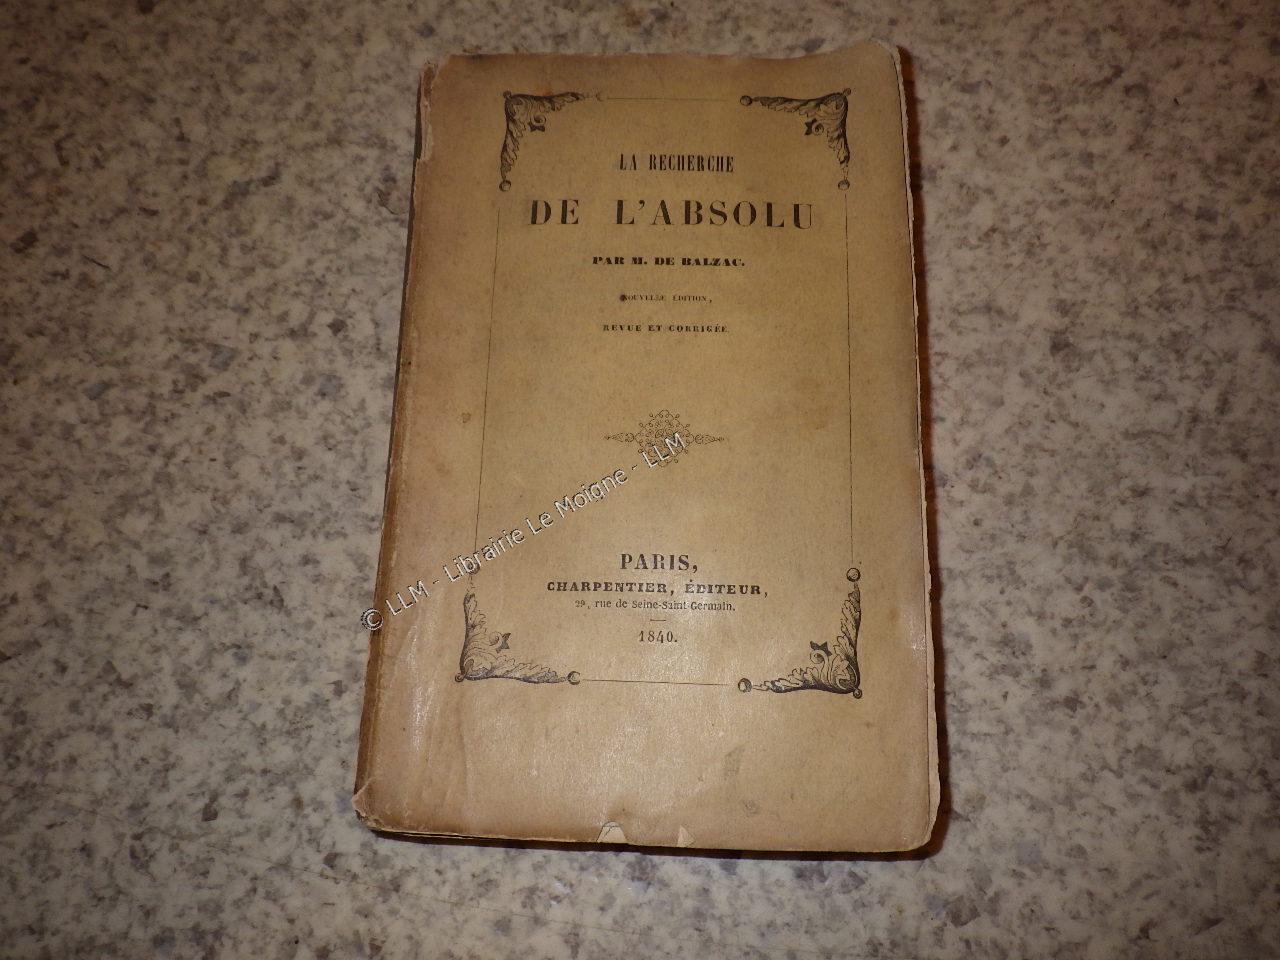 LA RECHERCHE
DE L'ABSOLU
PAR M. DE BALZAC.
NOUVELLE ÉDITION,
REVUE ET CORRIGÉE.
PARIS,
CHARPENTIER, ÉDITEUR,
29, rue de Seine-Saint-Germain.
1840.
© LLM - Librairie Le Moigne - LLM